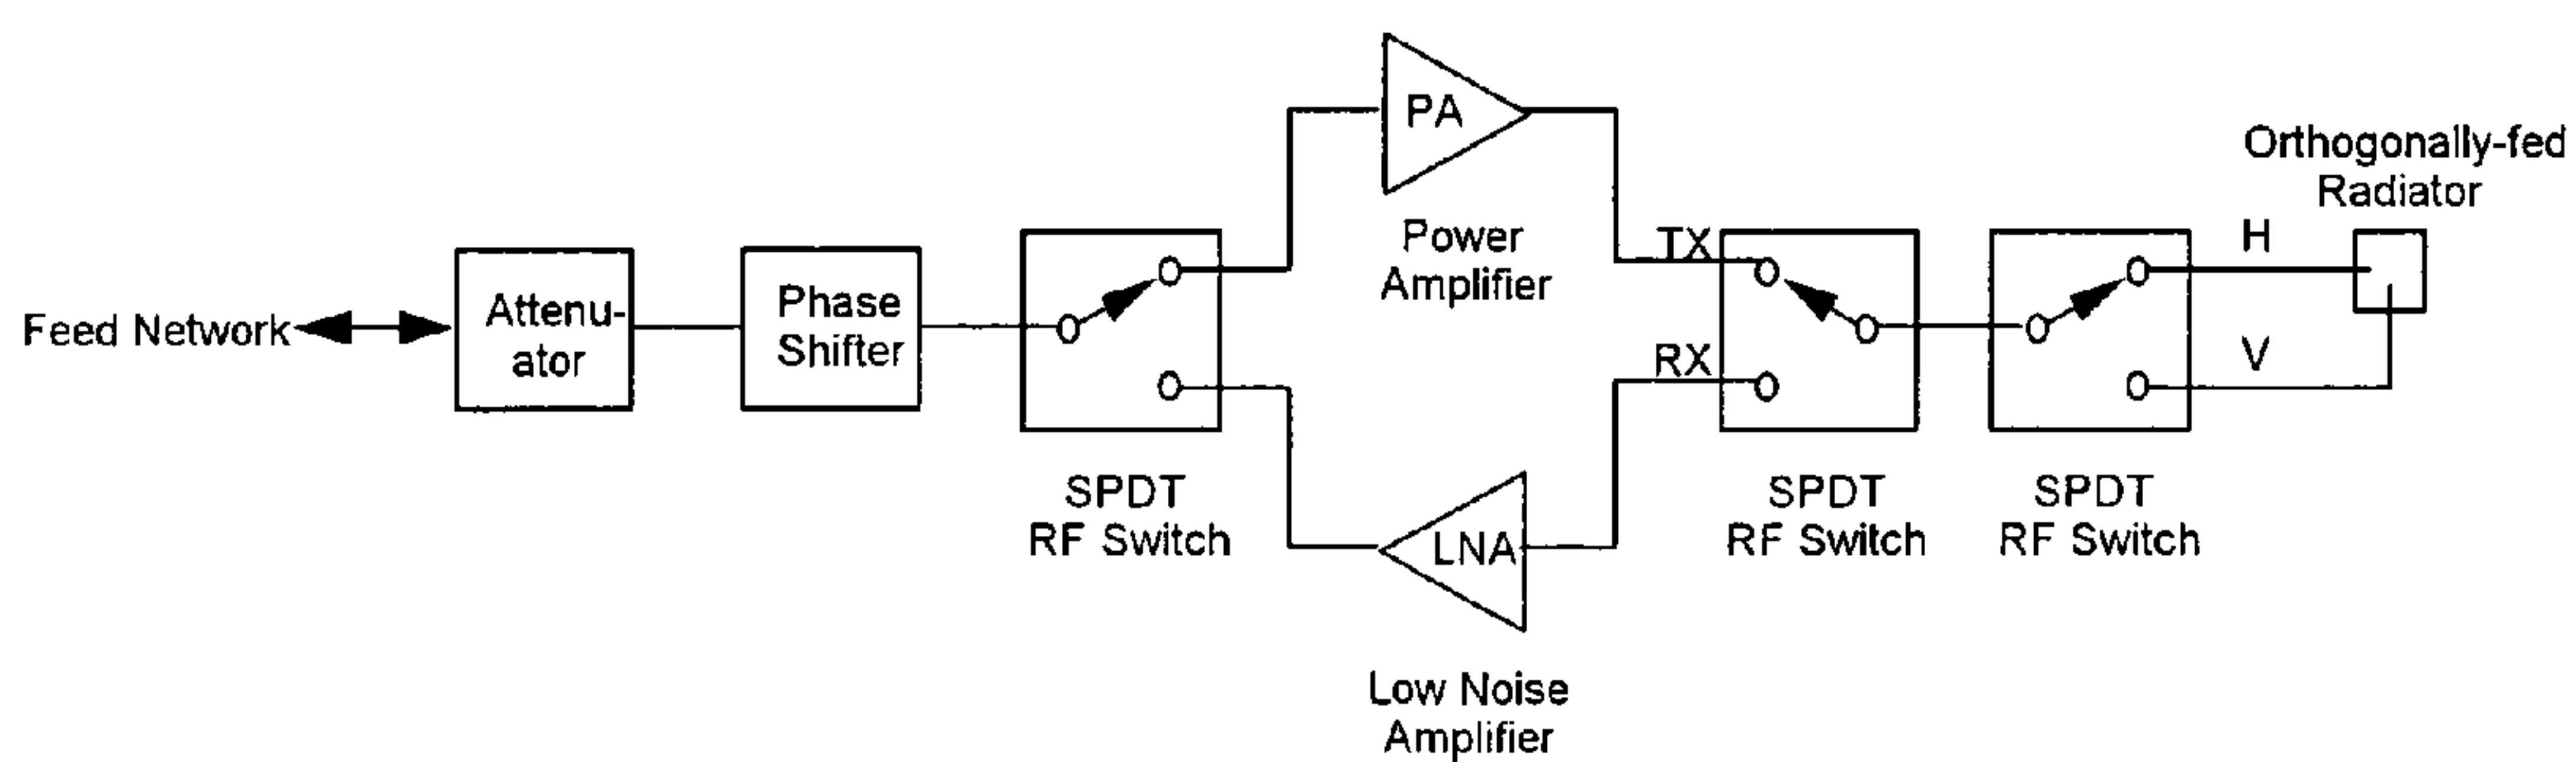 Feed Network
Attenu-
ator
Phase
Shifter
SPDT
RF Switch
PA
Power
Amplifier
LNA
Low Noise
Amplifier
TX
RX
SPDT
RF Switch
SPDT
RF Switch
H
V
Orthogonally-fed
Radiator